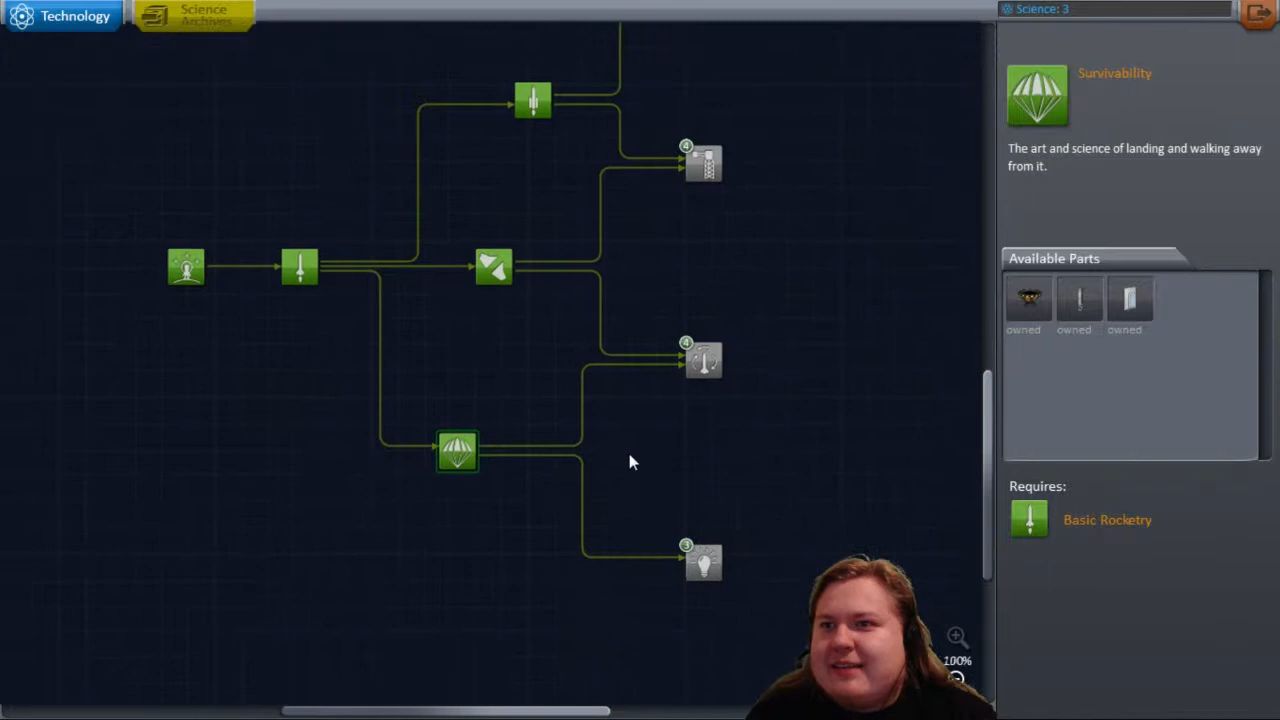 Technology
Science
Archives
Science: 3
Survivability
The art and science of landing and walking away
from it.
4
Available Parts
owned owned owned
4
Requires:
Basic Rocketry
3
100%